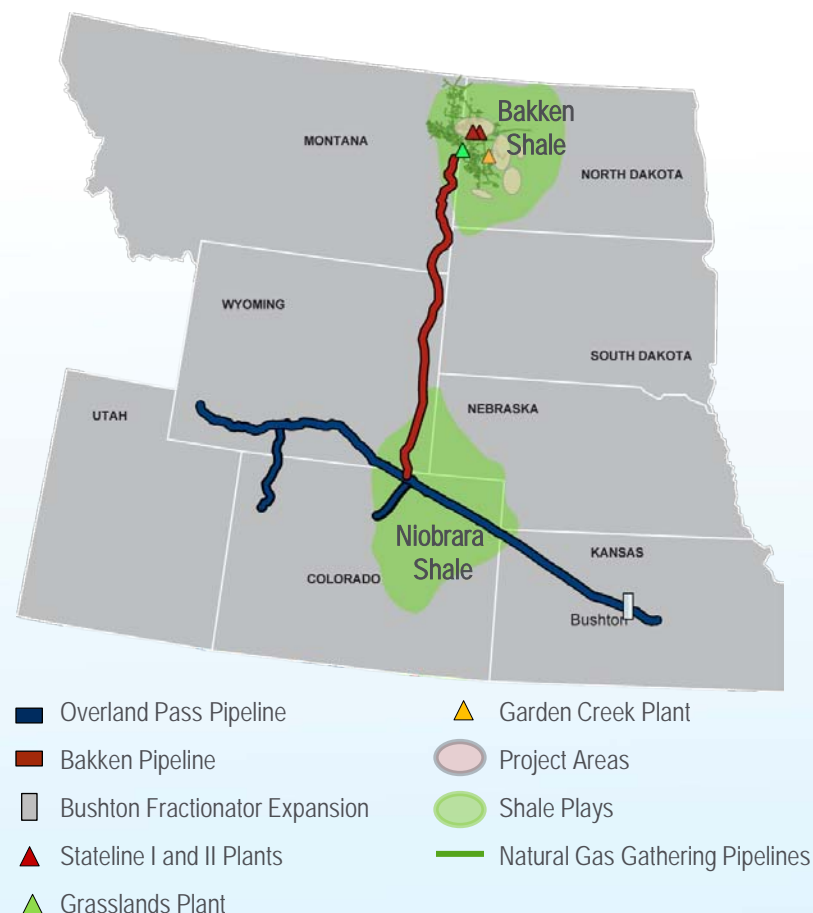 Bakken
Shale
MONTANA
NORTH DAKOTA
WYOMING
SOUTH DAKOTA
NEBRASKA
UTAH
Niobrara
Shale
KANSAS
COLORADO
Bushton
Overland Pass Pipeline
Bakken Pipeline
Bushton Fractionator Expansion
Stateline I and II Plants
Grasslands Plant
Garden Creek Plant
Project Areas
Shale Plays
Natural Gas Gathering Pipelines